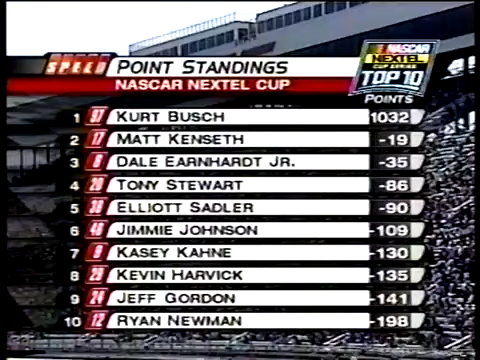 SPEED POINT STANDINGS
NASCAR NEXTEL CUP
NASCAR
NEXTEL
CUP SERIES
TOP 10
POINTS
1 97 KURT BUSCH 1032
2 17 MATT KENSETH -19
3 8 DALE EARNHARDT JR. -35
4 20 TONY STEWART -86
5 38 ELLIOTT SADLER -90
6 48 JIMMIE JOHNSON -109
7 9 KASEY KAHNE -130
8 29 KEVIN HARVICK -135
9 24 JEFF GORDON -141
10 12 RYAN NEWMAN -198